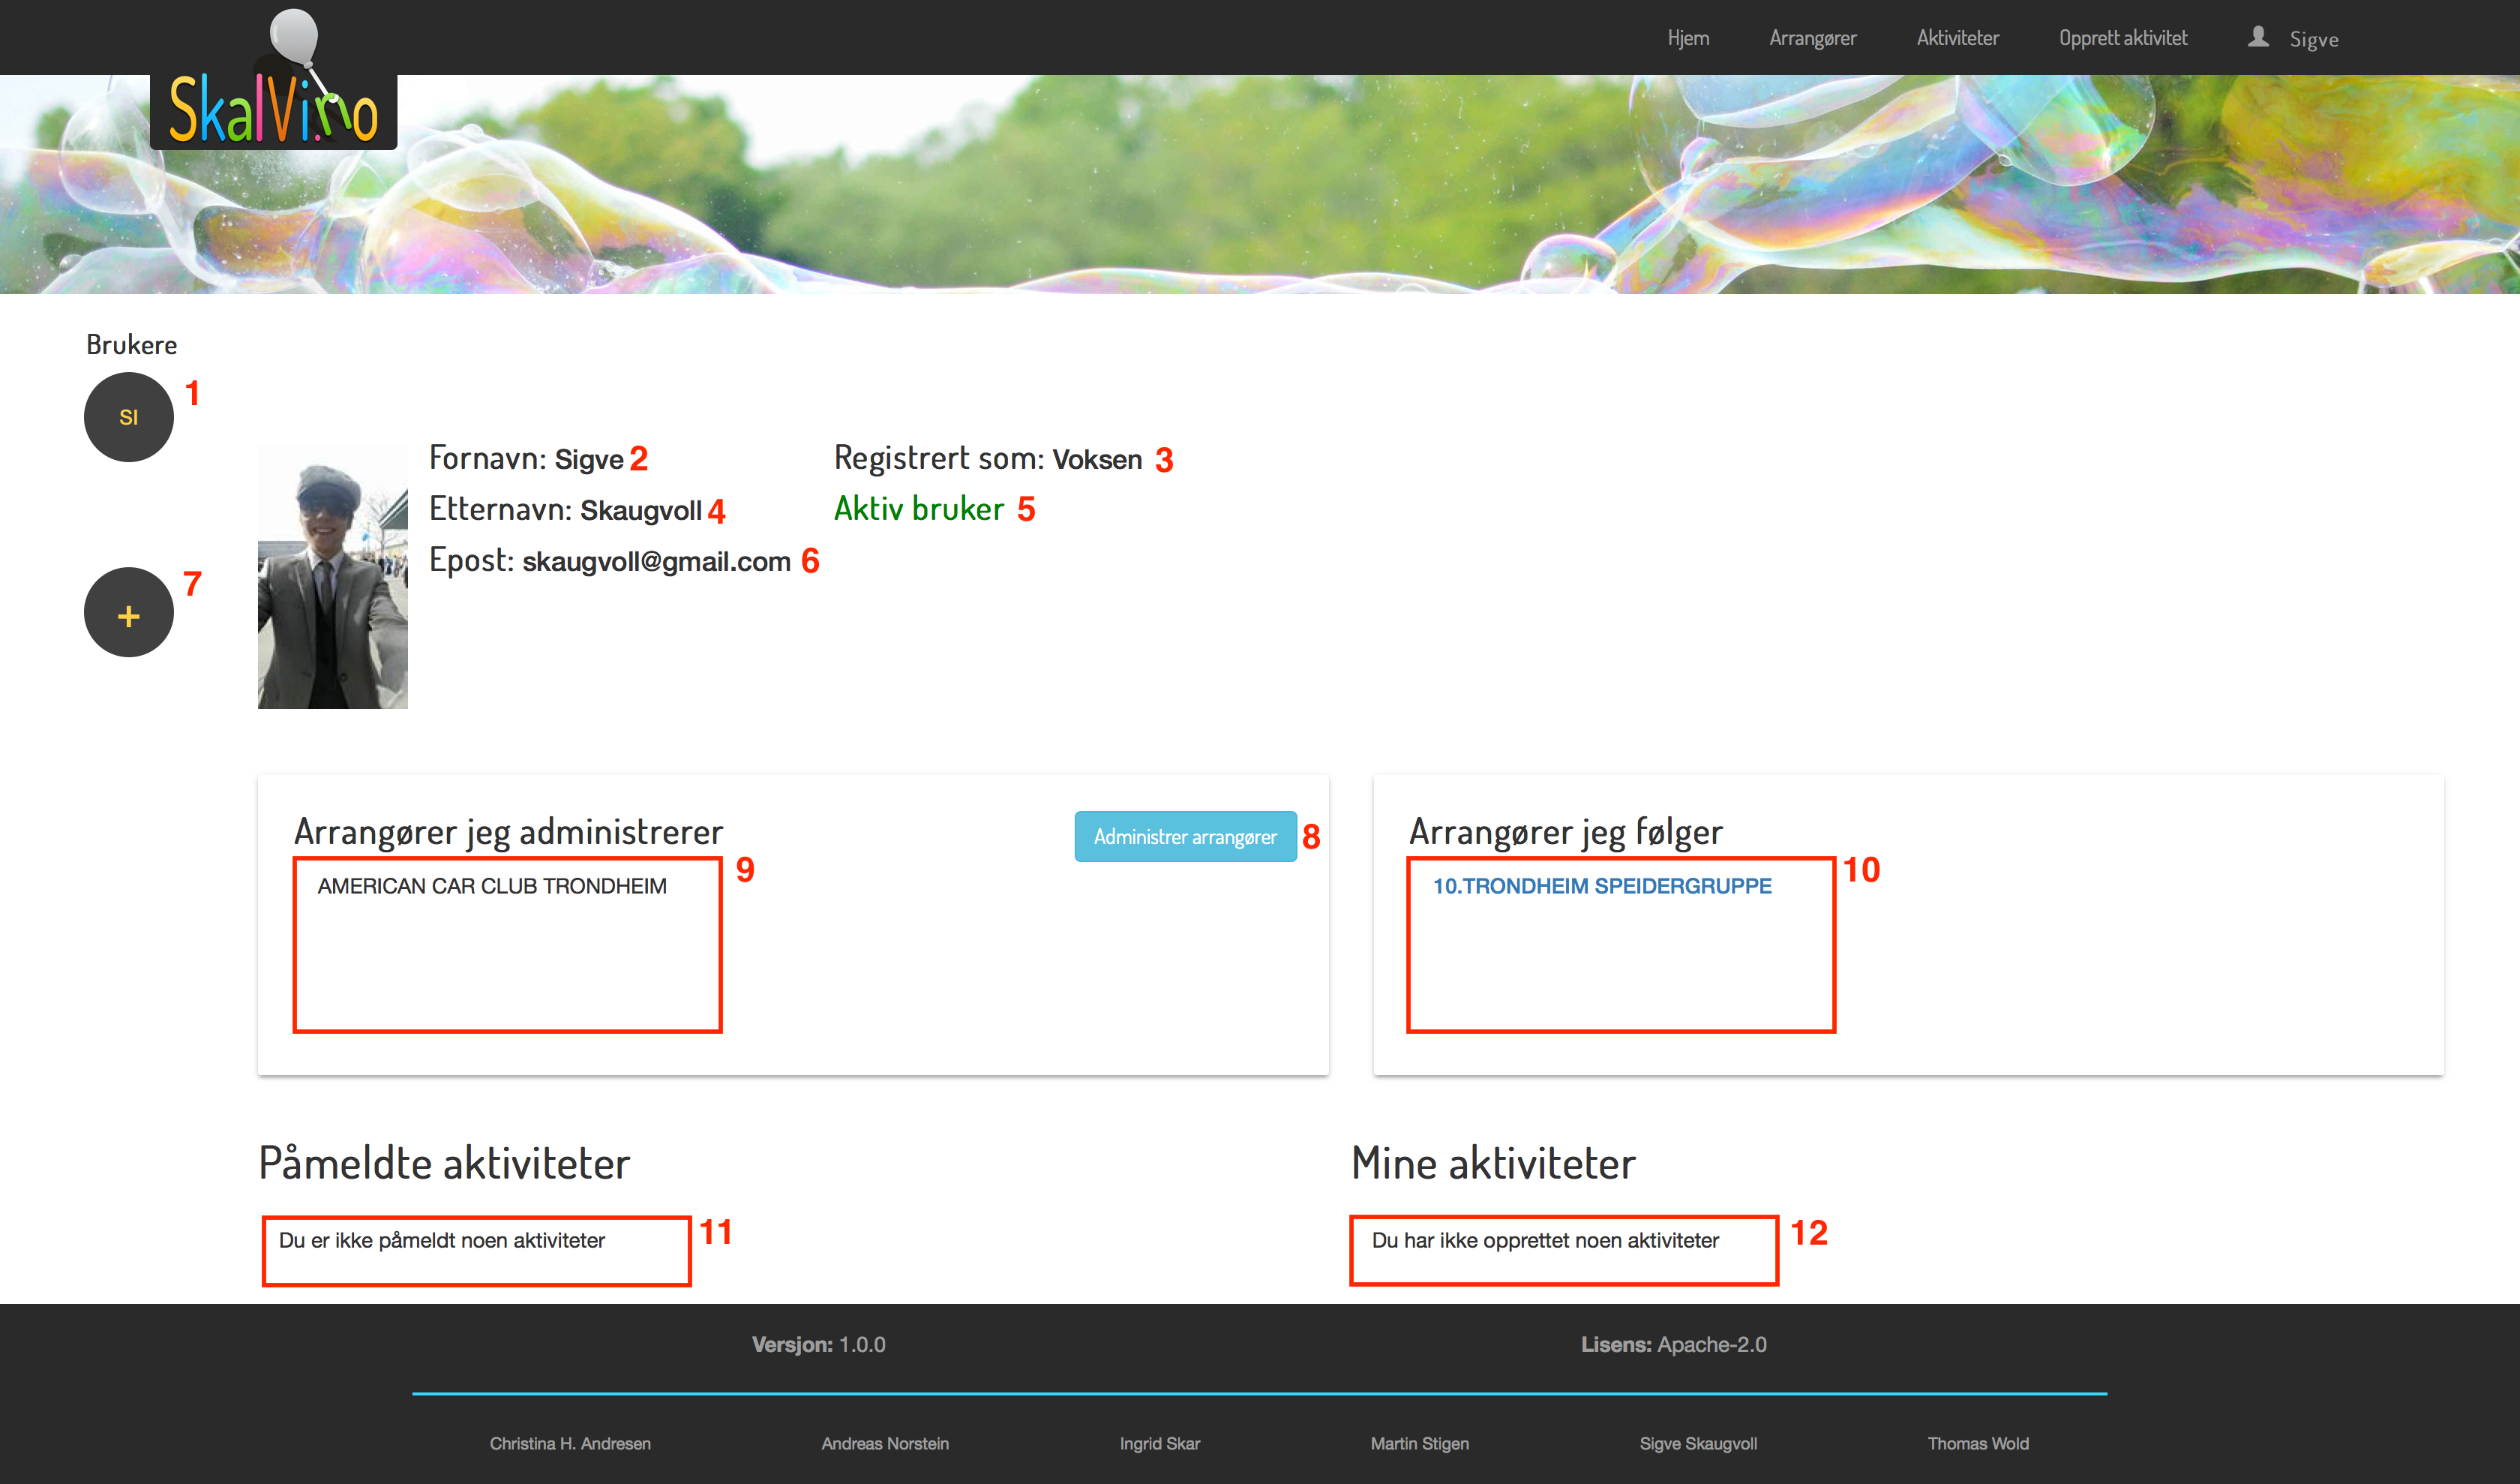 SkalVi.no
Hjem Arrangører Aktiviteter Opprett aktivitet Sigve
Brukere
SI 1
Fornavn: Sigve 2 Registrert som: Voksen 3
Etternavn: Skaugvoll 4 Aktiv bruker 5
Epost: skaugvoll@gmail.com 6
+ 7
Arrangører jeg administrerer Administrer arrangører 8
AMERICAN CAR CLUB TRONDHEIM 9
Arrangører jeg følger
10.TRONDHEIM SPEIDERGRUPPE 10
Påmeldte aktiviteter
Du er ikke påmeldt noen aktiviteter 11
Mine aktiviteter
Du har ikke opprettet noen aktiviteter 12
Versjon: 1.0.0 Lisens: Apache-2.0
Christina H. Andresen Andreas Norstein Ingrid Skar Martin Stigen Sigve Skaugvoll Thomas Wold